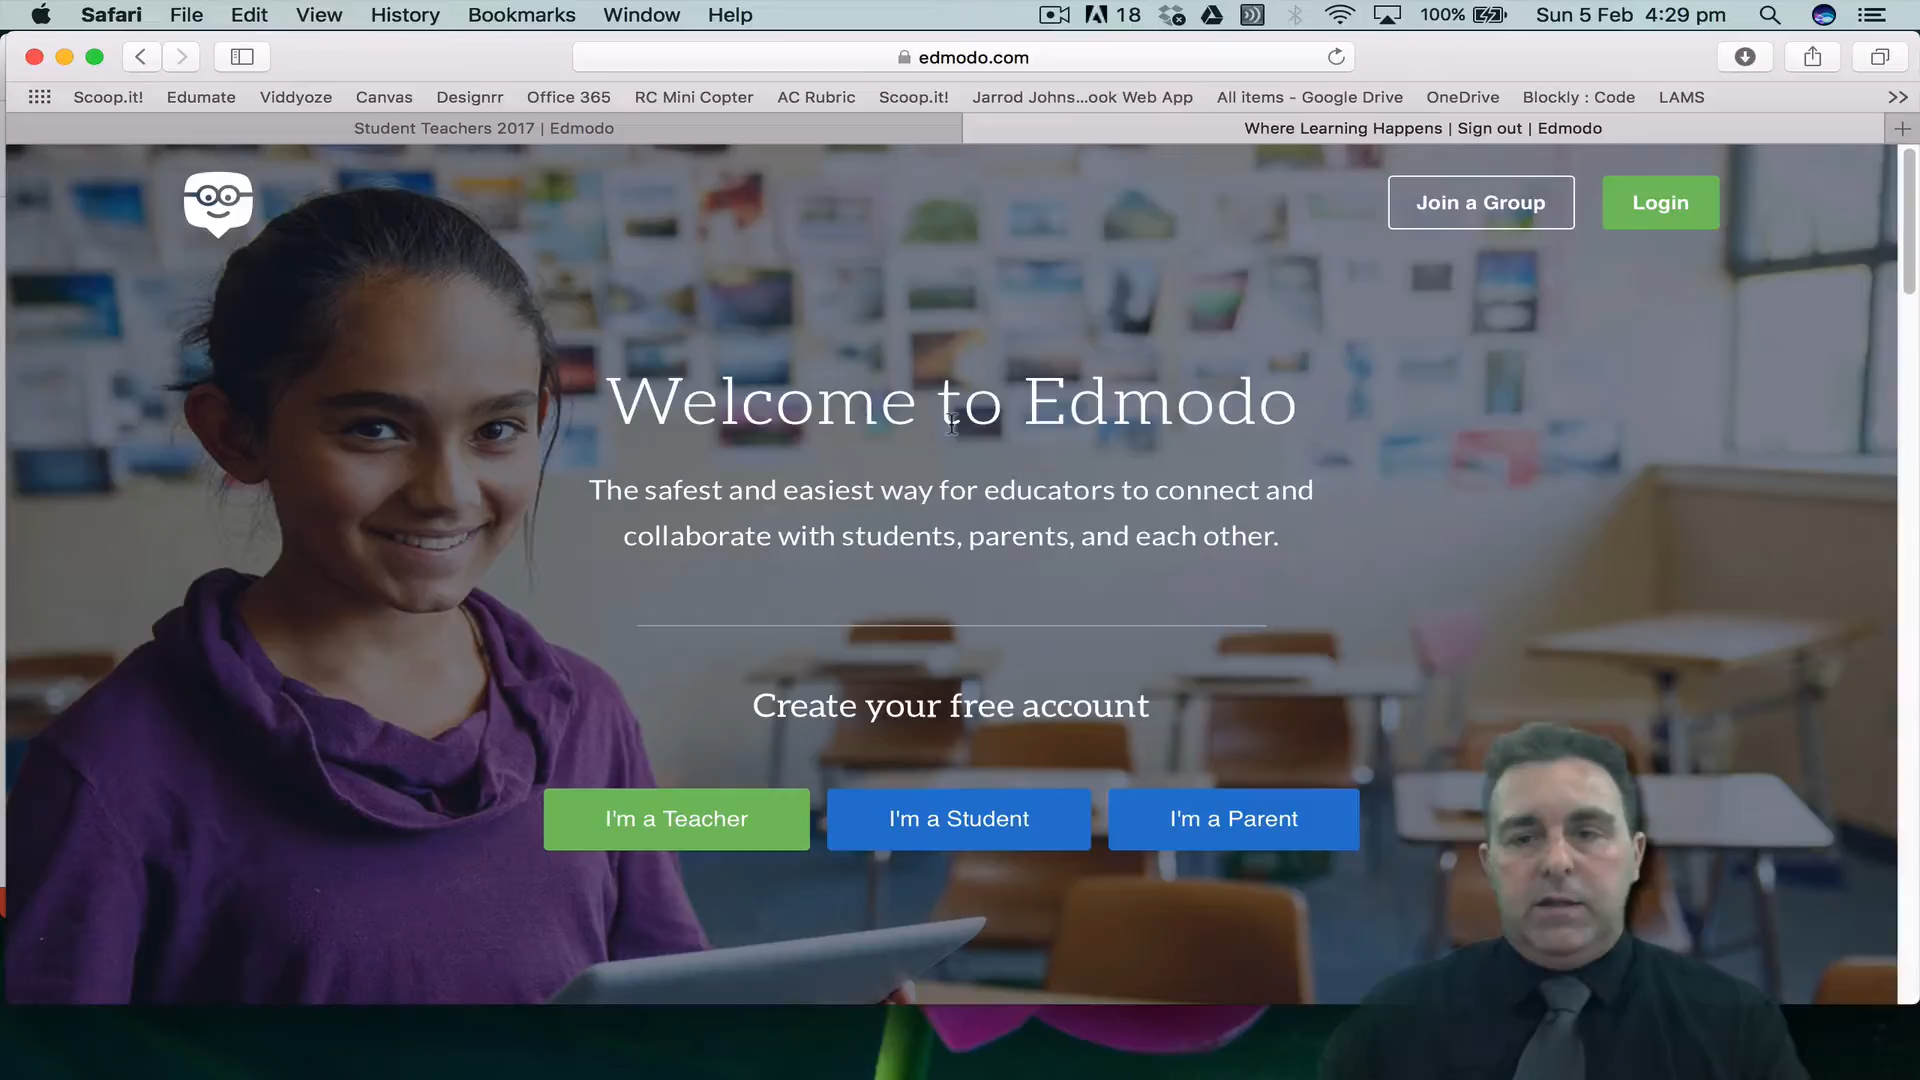 Safari File Edit View History Bookmarks Window Help 18 100% Sun 5 Feb 4:29 pm
edmodo.com
Scoop.it! Edumate Viddyoze Canvas Designrr Office 365 RC Mini Copter AC Rubric Scoop.it! Jarrod Johns...ook Web App All items - Google Drive OneDrive Blockly : Code LAMS
Student Teachers 2017 | Edmodo Where Learning Happens | Sign out | Edmodo
Join a Group Login
Welcome to Edmodo
The safest and easiest way for educators to connect and
collaborate with students, parents, and each other.
Create your free account
I'm a Teacher I'm a Student I'm a Parent